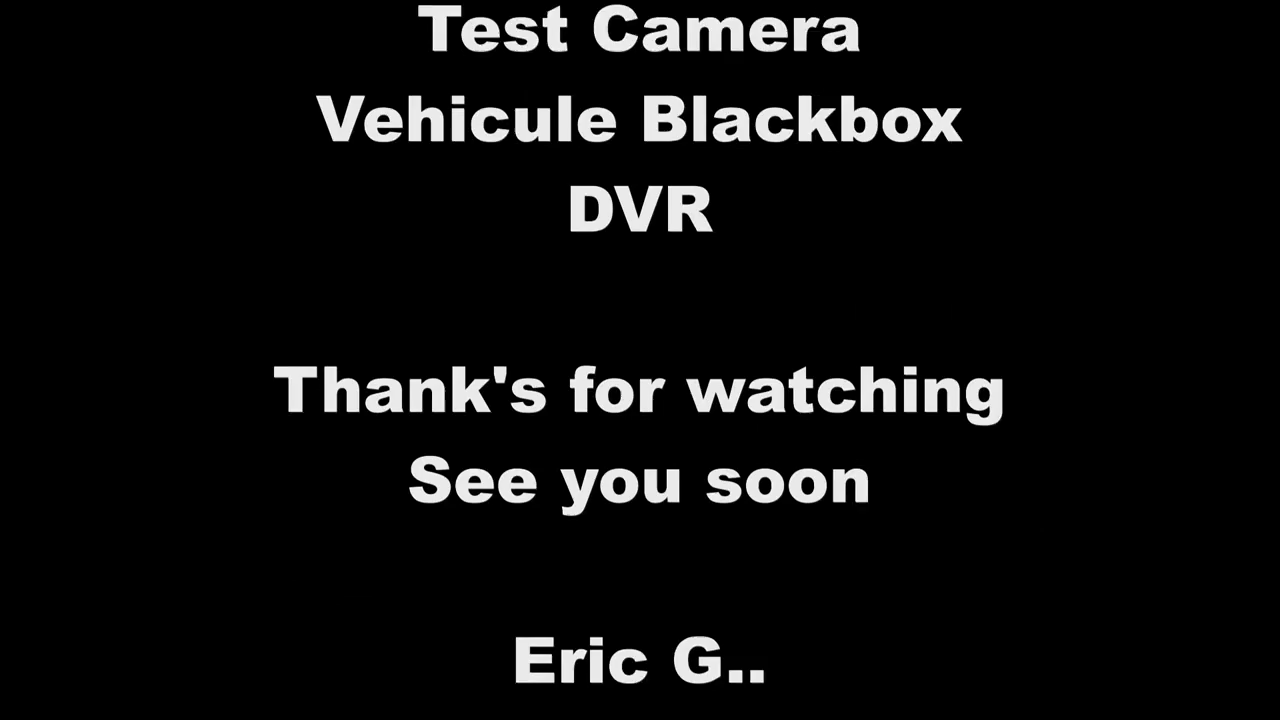 Test Camera
Vehicule Blackbox
DVR
Thank's for watching
See you soon
Eric G..